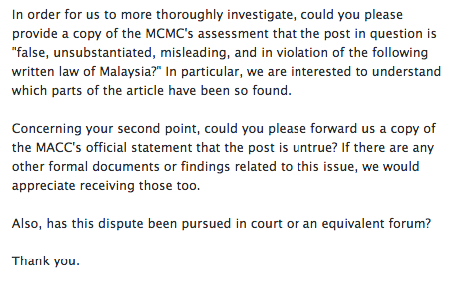 In order for us to more thoroughly investigate, could you please
provide a copy of the MCMC's assessment that the post in question is
"false, unsubstantiated, misleading, and in violation of the following
written law of Malaysia?" In particular, we are interested to understand
which parts of the article have been so found.
Concerning your second point, could you please forward us a copy of
the MACC's official statement that the post is untrue? If there are any
other formal documents or findings related to this issue, we would
appreciate receiving those too.
Also, has this dispute been pursued in court or an equivalent forum?
Thank you.